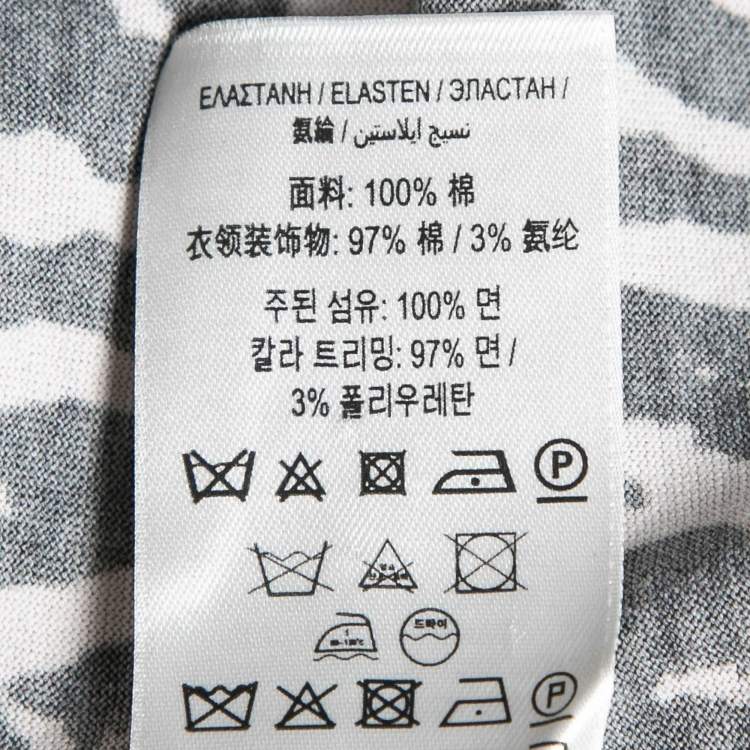 ΕΛΑΣΤΑΝΗ / ELASTEN / ЭЛАСТАН /
氨綸 / نسيج ايلاستين
面料: 100% 棉
衣领装饰物: 97% 棉 / 3% 氨纶
주된 섬유: 100% 면
칼라 트리밍: 97% 면 /
3% 폴리우레탄
P
드라이
P